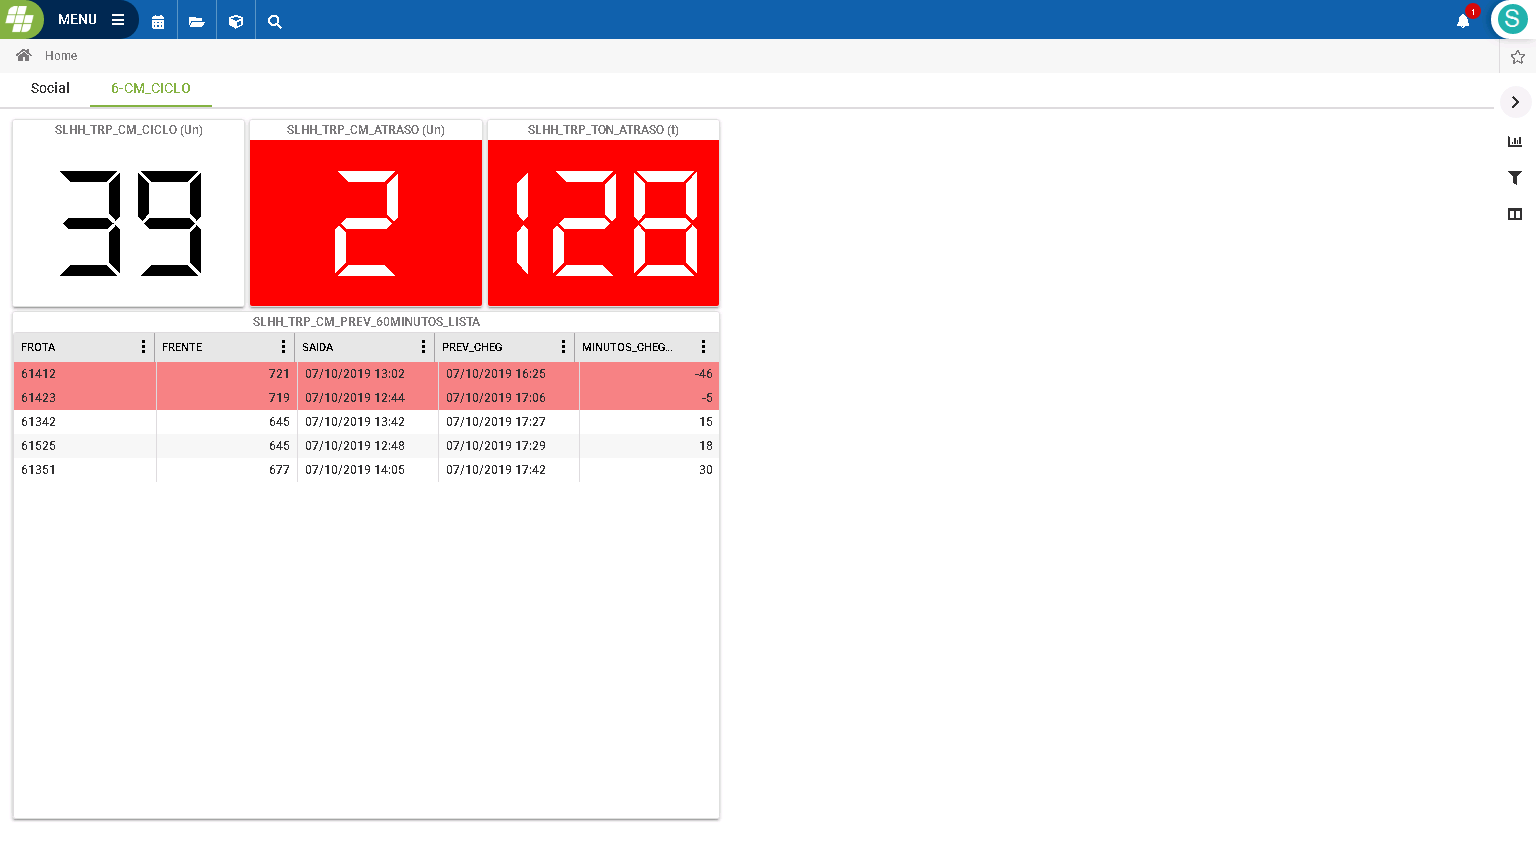 MENU
1
S
Home
Social
6-CM_CICLO
SLHH_TRP_CM_CICLO (Un)
SLHH_TRP_CM_ATRASO (Un)
SLHH_TRP_TON_ATRASO (t)
39
2
128
SLHH_TRP_CM_PREV_60MINUTOS_LISTA
FROTA FRENTE SAIDA PREV_CHEG MINUTOS_CHEG...
61412 721 07/10/2019 13:02 07/10/2019 16:25 -46
61423 719 07/10/2019 12:44 07/10/2019 17:06 -5
61342 645 07/10/2019 13:42 07/10/2019 17:27 15
61525 645 07/10/2019 12:48 07/10/2019 17:29 18
61351 677 07/10/2019 14:05 07/10/2019 17:42 30